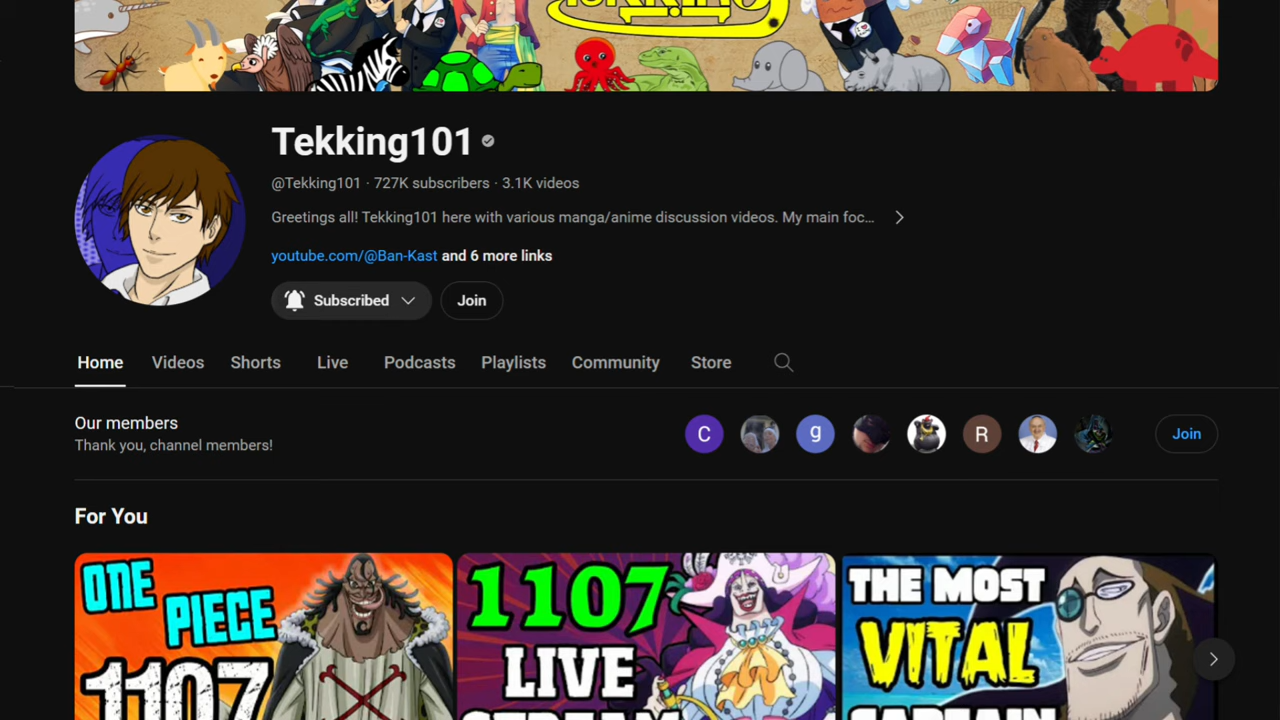 Tekking101
@Tekking101 · 727K subscribers · 3.1K videos
Greetings all! Tekking101 here with various manga/anime discussion videos. My main foc...
youtube.com/@Ban-Kast and 6 more links
Subscribed
Join
Home Videos Shorts Live Podcasts Playlists Community Store
Our members
Thank you, channel members!
C
g
R
Join
For You
ONE
PIECE
1107
1107
LIVE
STREAM
THE MOST
VITAL
CAPTAIN